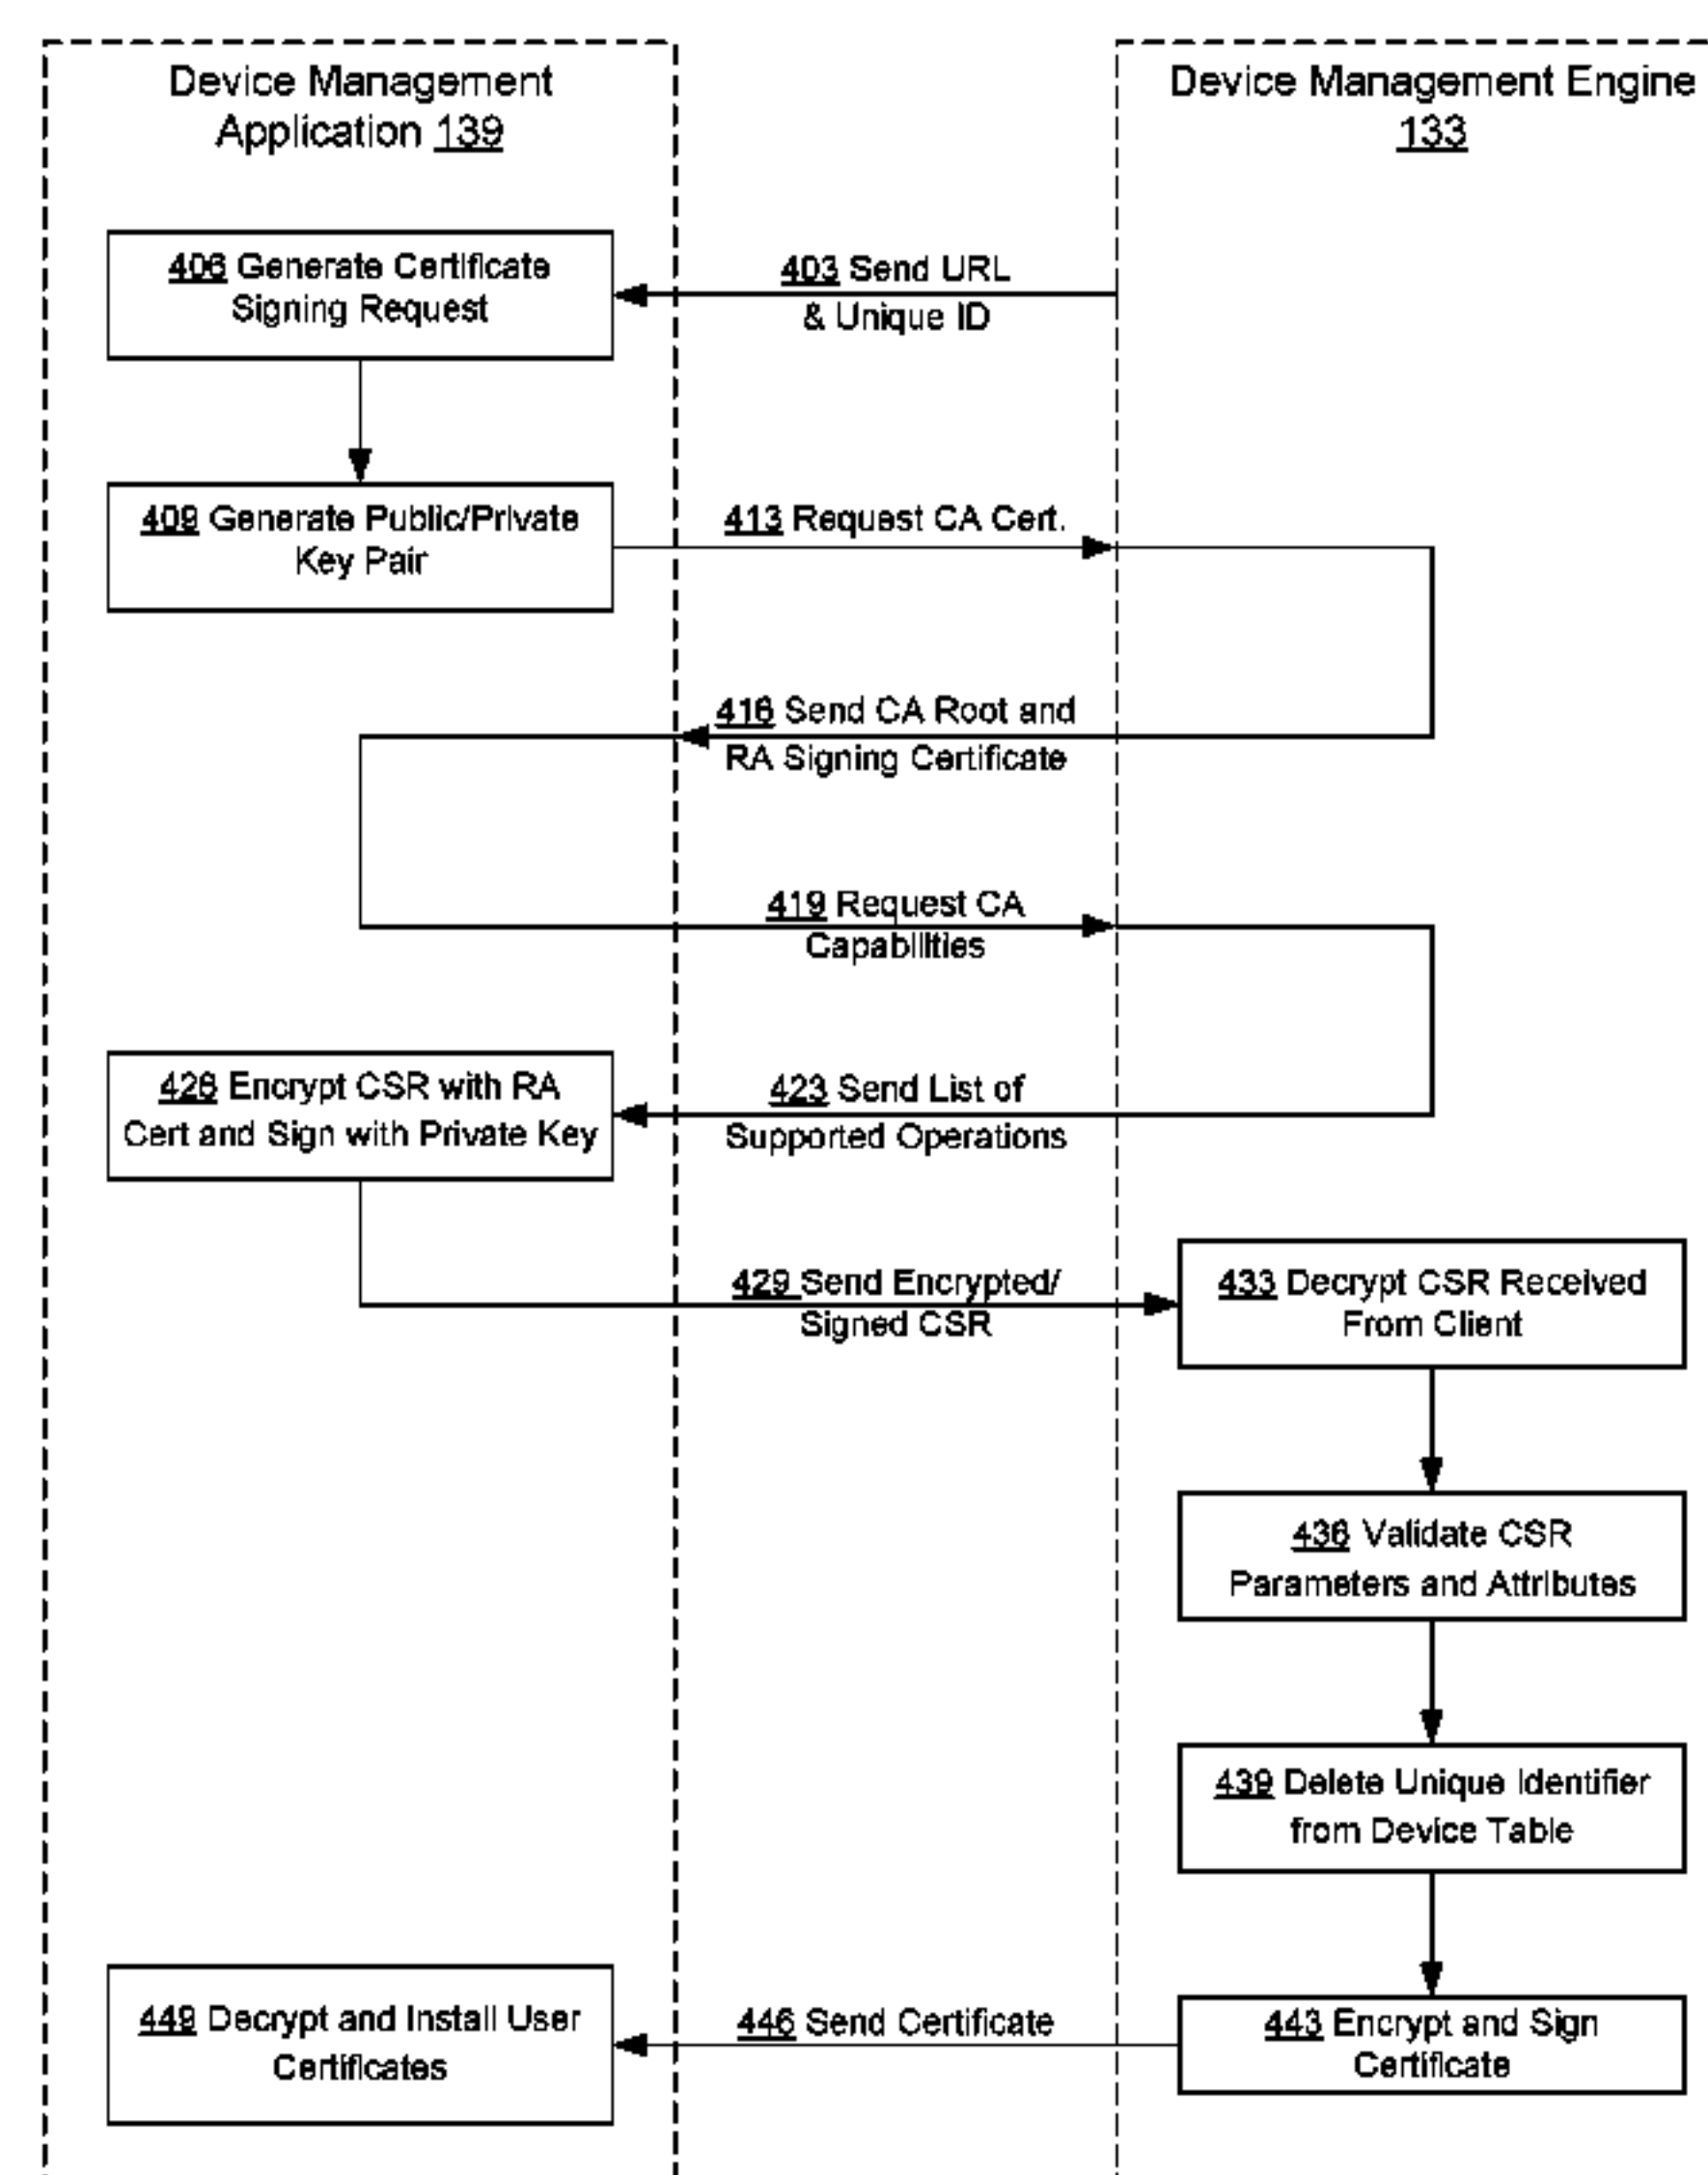 Device Management
Application 139
Device Management Engine
133
406 Generate Certificate
Signing Request
403 Send URL
& Unique ID
409 Generate Public/Private
Key Pair
413 Request CA Cert.
416 Send CA Root and
RA Signing Certificate
419 Request CA
Capabilities
426 Encrypt CSR with RA
Cert and Sign with Private Key
423 Send List of
Supported Operations
429 Send Encrypted/
Signed CSR
433 Decrypt CSR Received
From Client
436 Validate CSR
Parameters and Attributes
439 Delete Unique Identifier
from Device Table
449 Decrypt and Install User
Certificates
446 Send Certificate
443 Encrypt and Sign
Certificate